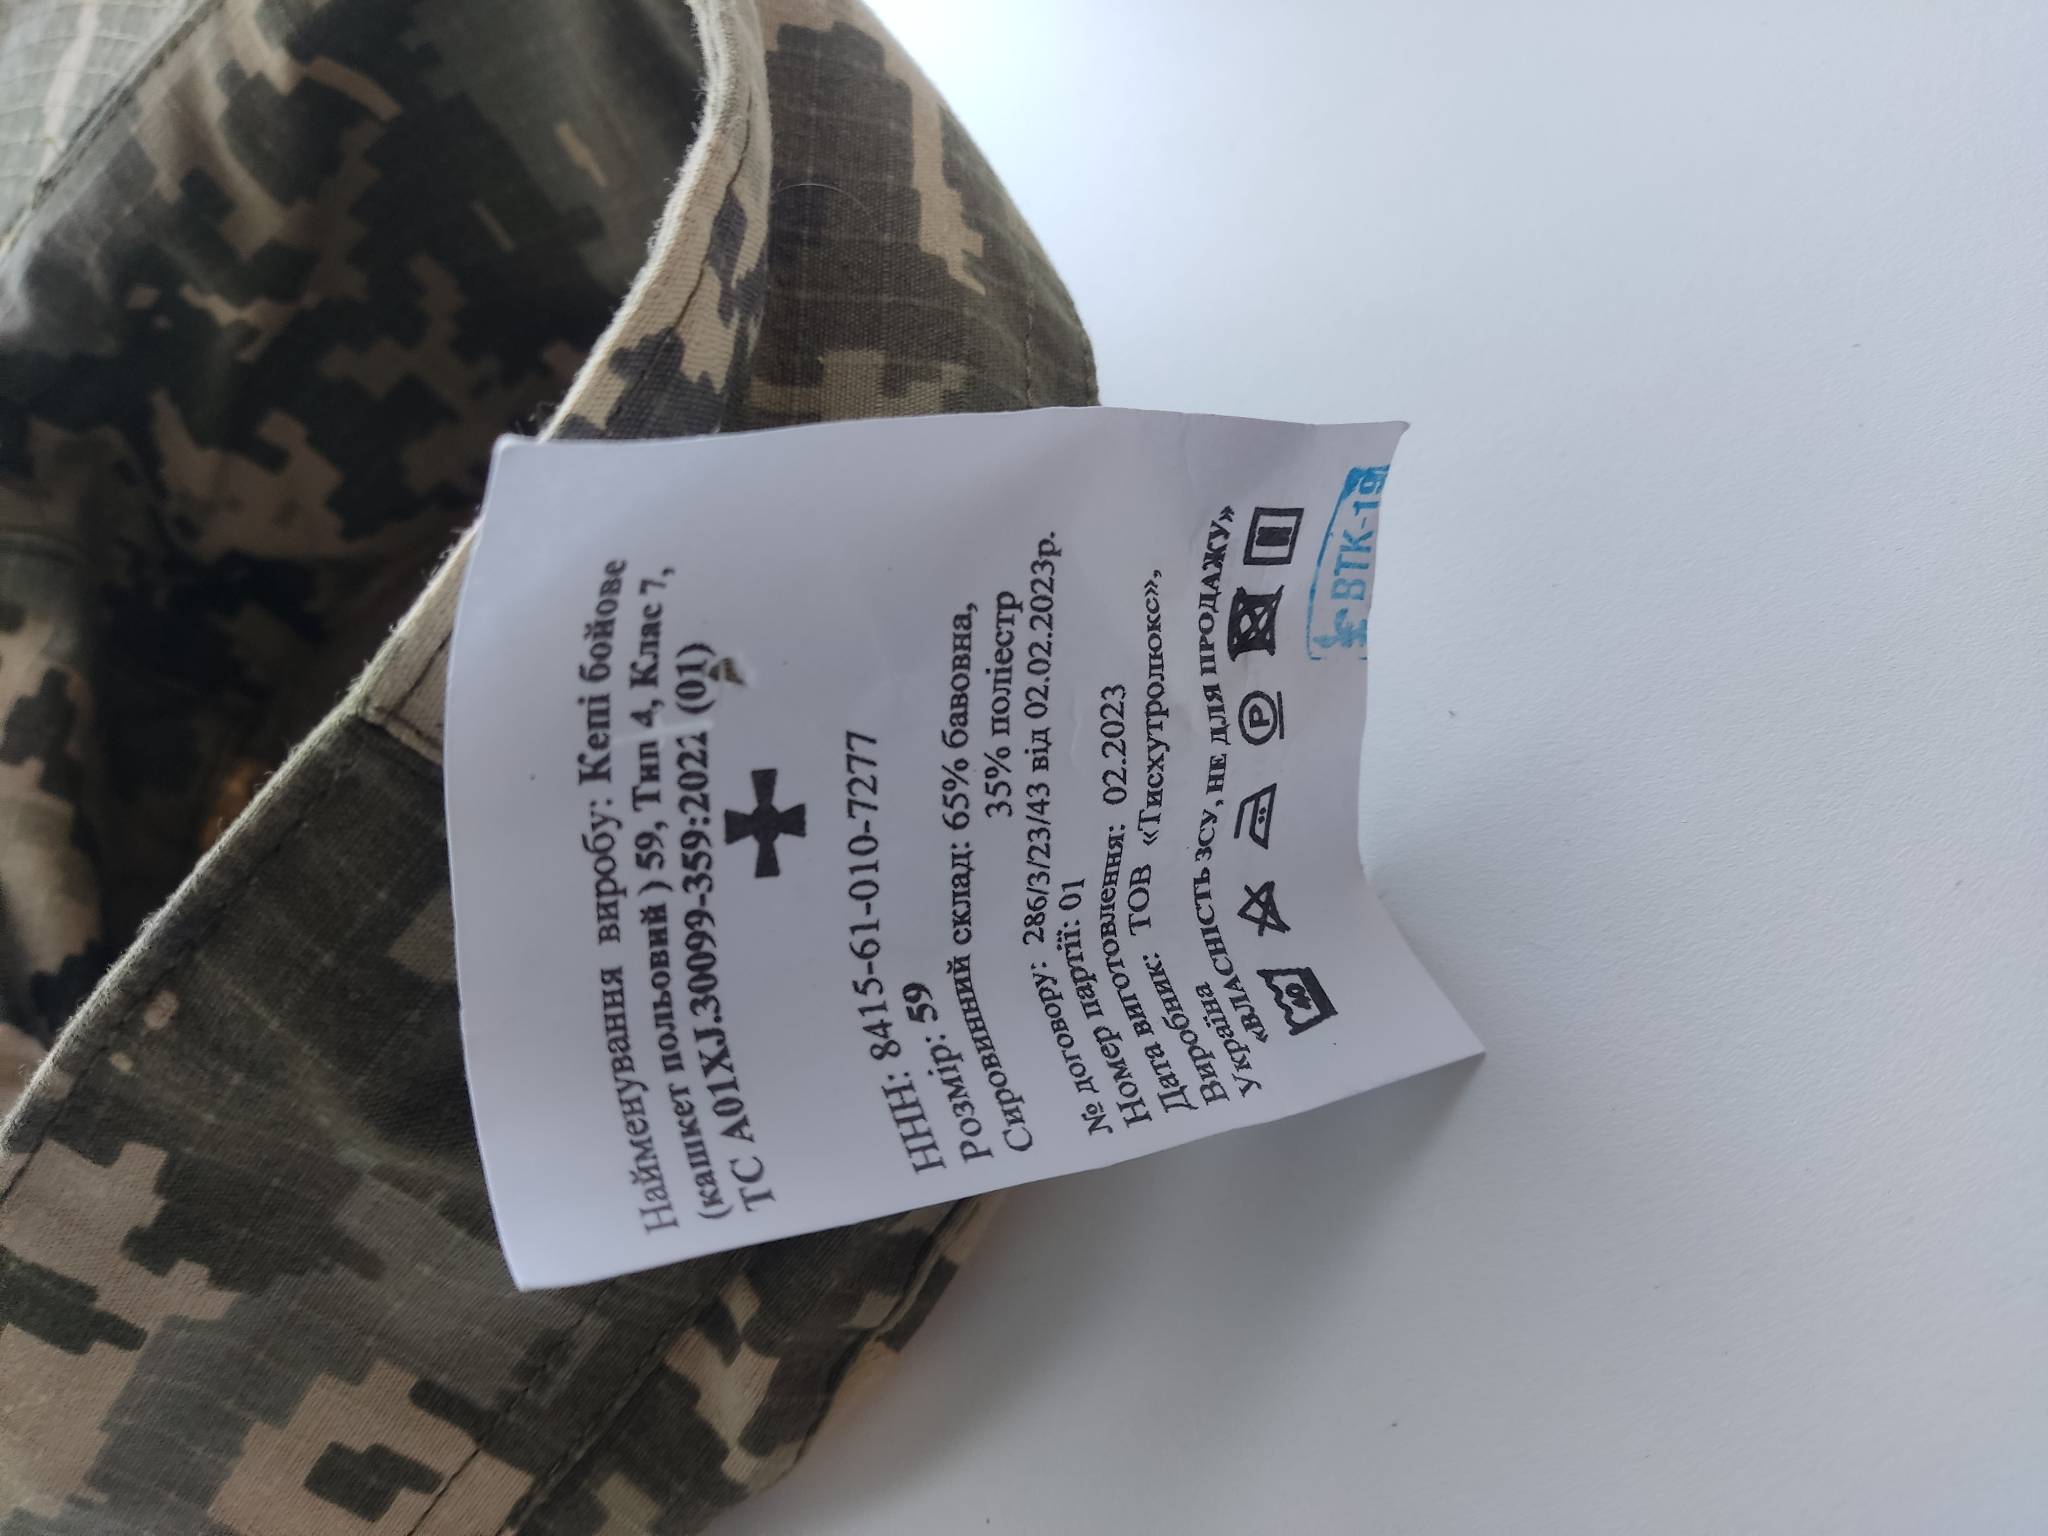 Найменування виробу: Кепі бойове
(кашкет польовий ) 59, Тип 4, Клас 7,
ТС А01XJ.30099-359:2022 (01)
ННН: 8415-61-010-7277
Розмір: 59
Сировинний склад: 65% бавовна,
35% поліестр
№ договору: 286/3/23/43 від 02.02.2023р.
Номер партії: 01
Дата виготовлення: 02.2023
Виробник: ТОВ «Тисхутролюкс»,
Україна
«ВЛАСНІСТЬ ЗСУ, НЕ ДЛЯ ПРОДАЖУ»
40
P
ВТК-19